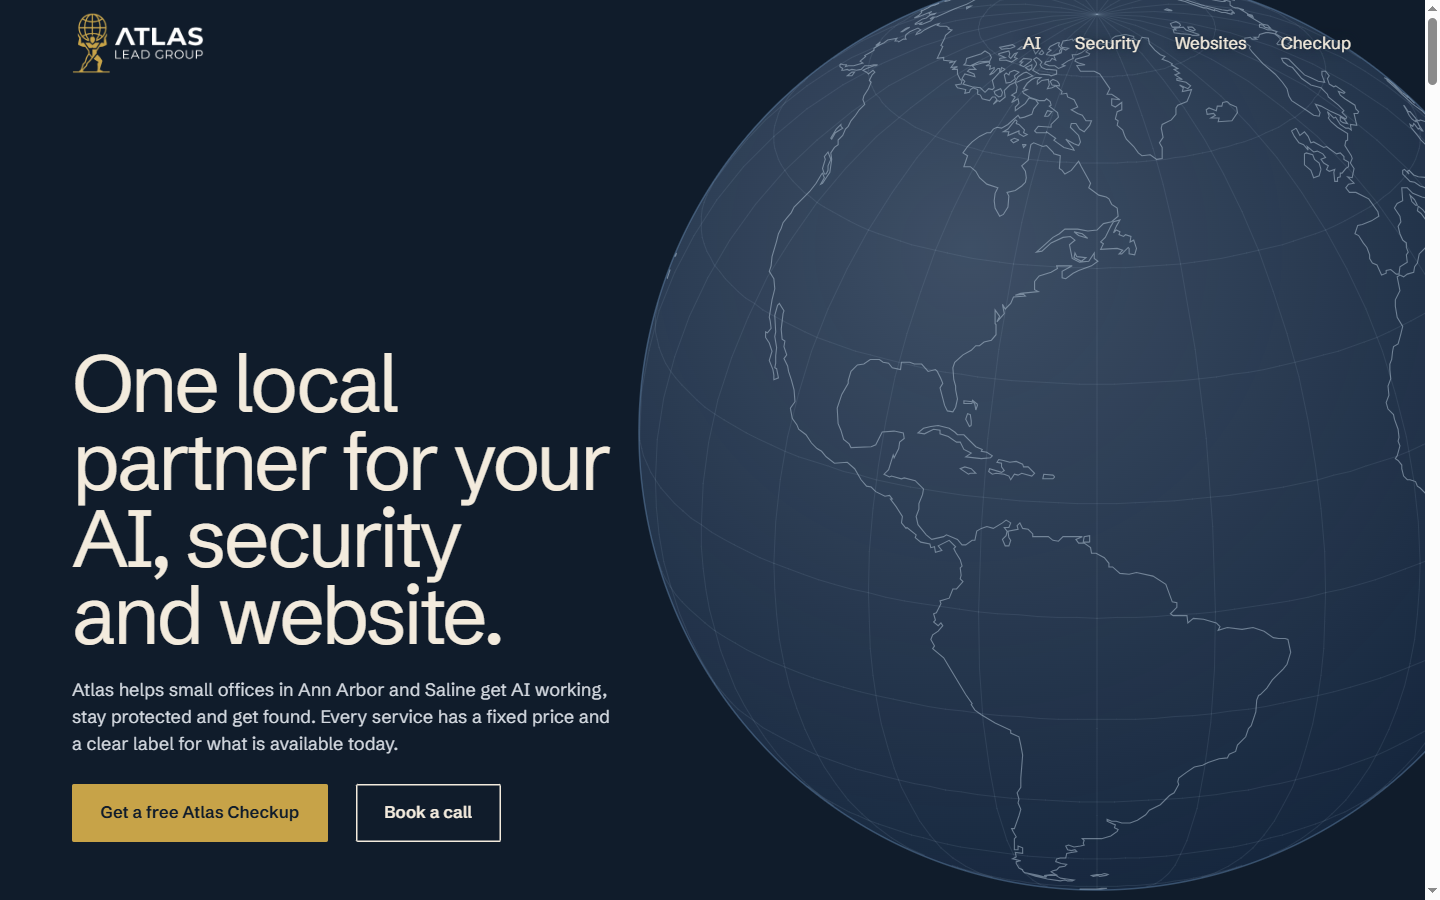 ATLAS
LEAD GROUP
AI
Security
Websites
Checkup
One local
partner for your
AI, security
and website.
Atlas helps small offices in Ann Arbor and Saline get AI working,
stay protected and get found. Every service has a fixed price and
a clear label for what is available today.
Get a free Atlas Checkup
Book a call